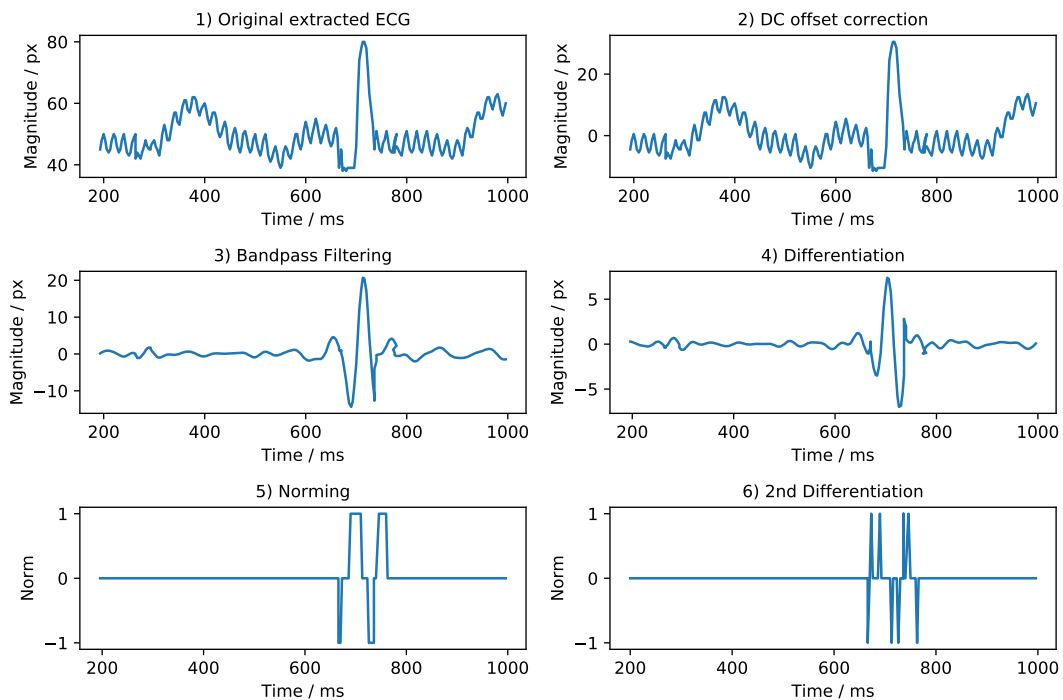 1) Original extracted ECG
80
60
40
Magnitude / px
200 400 600 800 1000
Time / ms
2) DC offset correction
20
0
Magnitude / px
200 400 600 800 1000
Time / ms
3) Bandpass Filtering
20
10
0
−10
Magnitude / px
200 400 600 800 1000
Time / ms
4) Differentiation
5
0
−5
Magnitude / px
200 400 600 800 1000
Time / ms
5) Norming
1
0
−1
Norm
200 400 600 800 1000
Time / ms
6) 2nd Differentiation
1
0
−1
Norm
200 400 600 800 1000
Time / ms